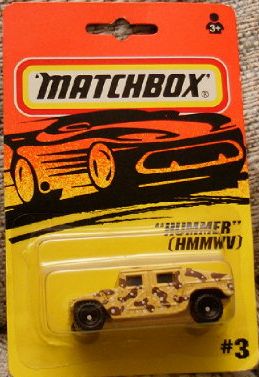 3+
MATCHBOX®
"HUMMER"
(HMMWV)
#3